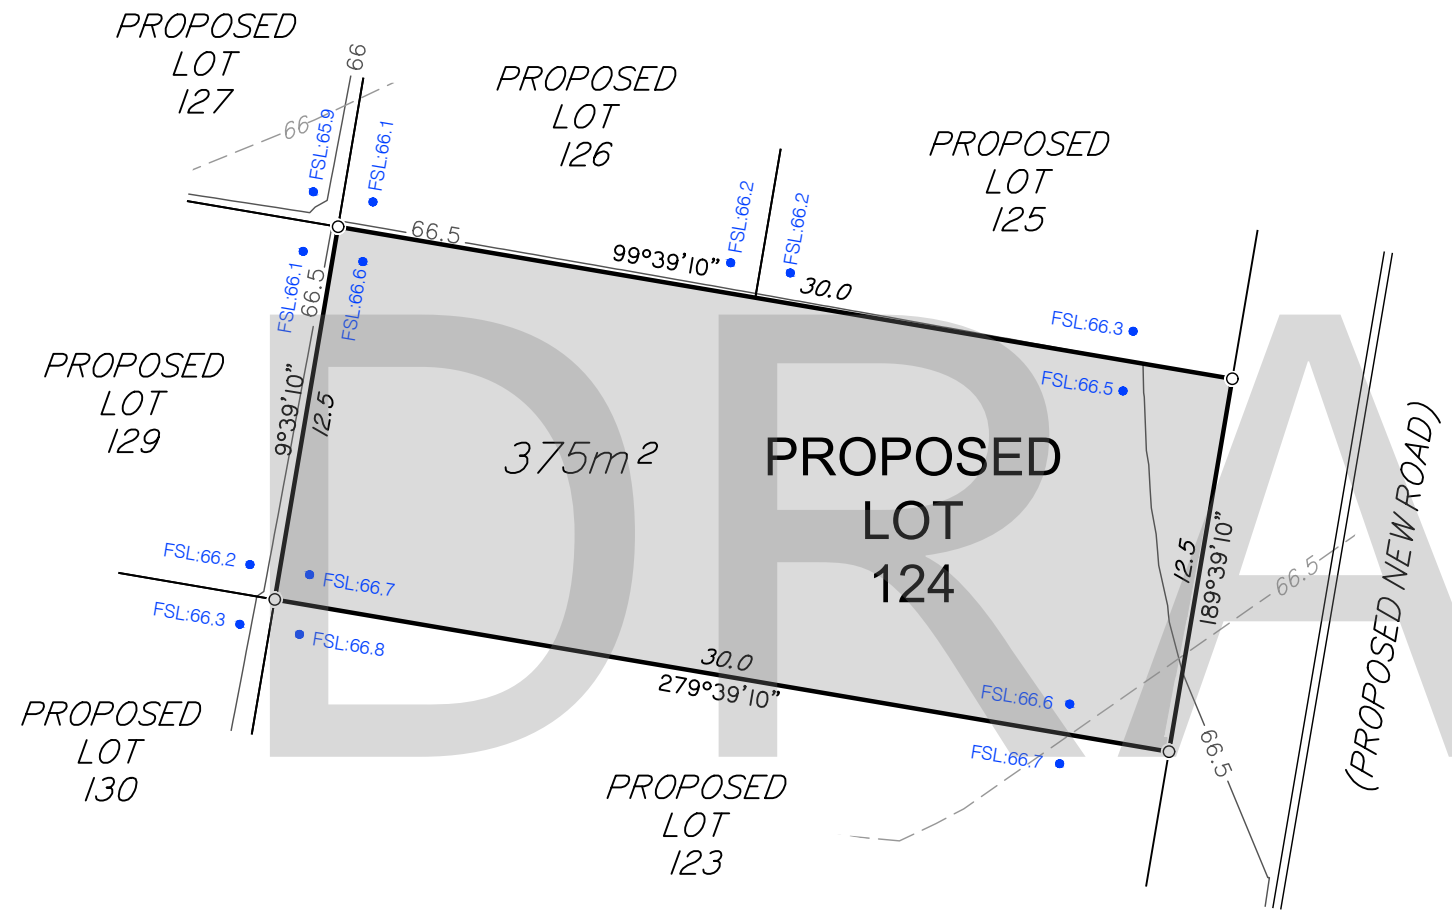 PROPOSED
LOT
127
66
66
FSL:65.9
FSL:66.1
PROPOSED
LOT
126
PROPOSED
LOT
125
66.5
99°39'10"
FSL:66.2
FSL:66.2
30.0
FSL:66.1
66.5
FSL:66.6
FSL:66.3
FSL:66.5
PROPOSED
LOT
129
9°39'10"
12.5
375m²
PROPOSED
LOT
124
12.5
189°39'10"
66.5
(PROPOSED NEW ROAD)
FSL:66.2
FSL:66.7
FSL:66.3
FSL:66.8
30.0
279°39'10"
FSL:66.6
FSL:66.7
66.5
PROPOSED
LOT
130
PROPOSED
LOT
123
DRA